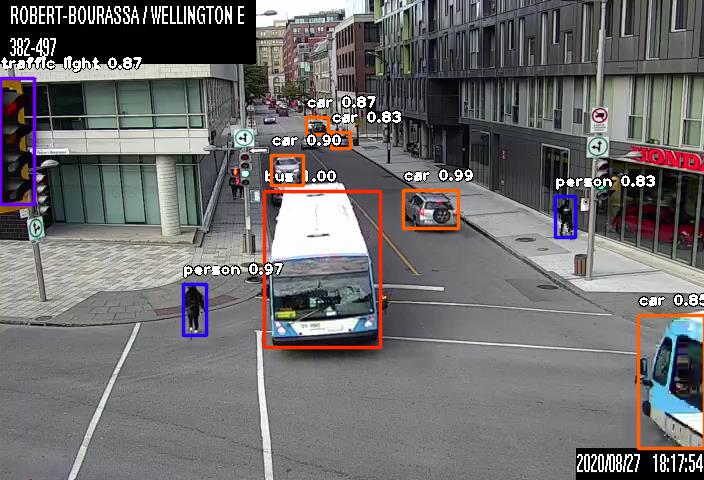 ROBERT-BOURASSA / WELLINGTON E
382-497
traffic light 0.87
car 0.87
car 0.83
car 0.90
bus 1.00
car 0.99
person 0.83
HONDA
person 0.97
car 0.85
2020/08/27 18:17:54